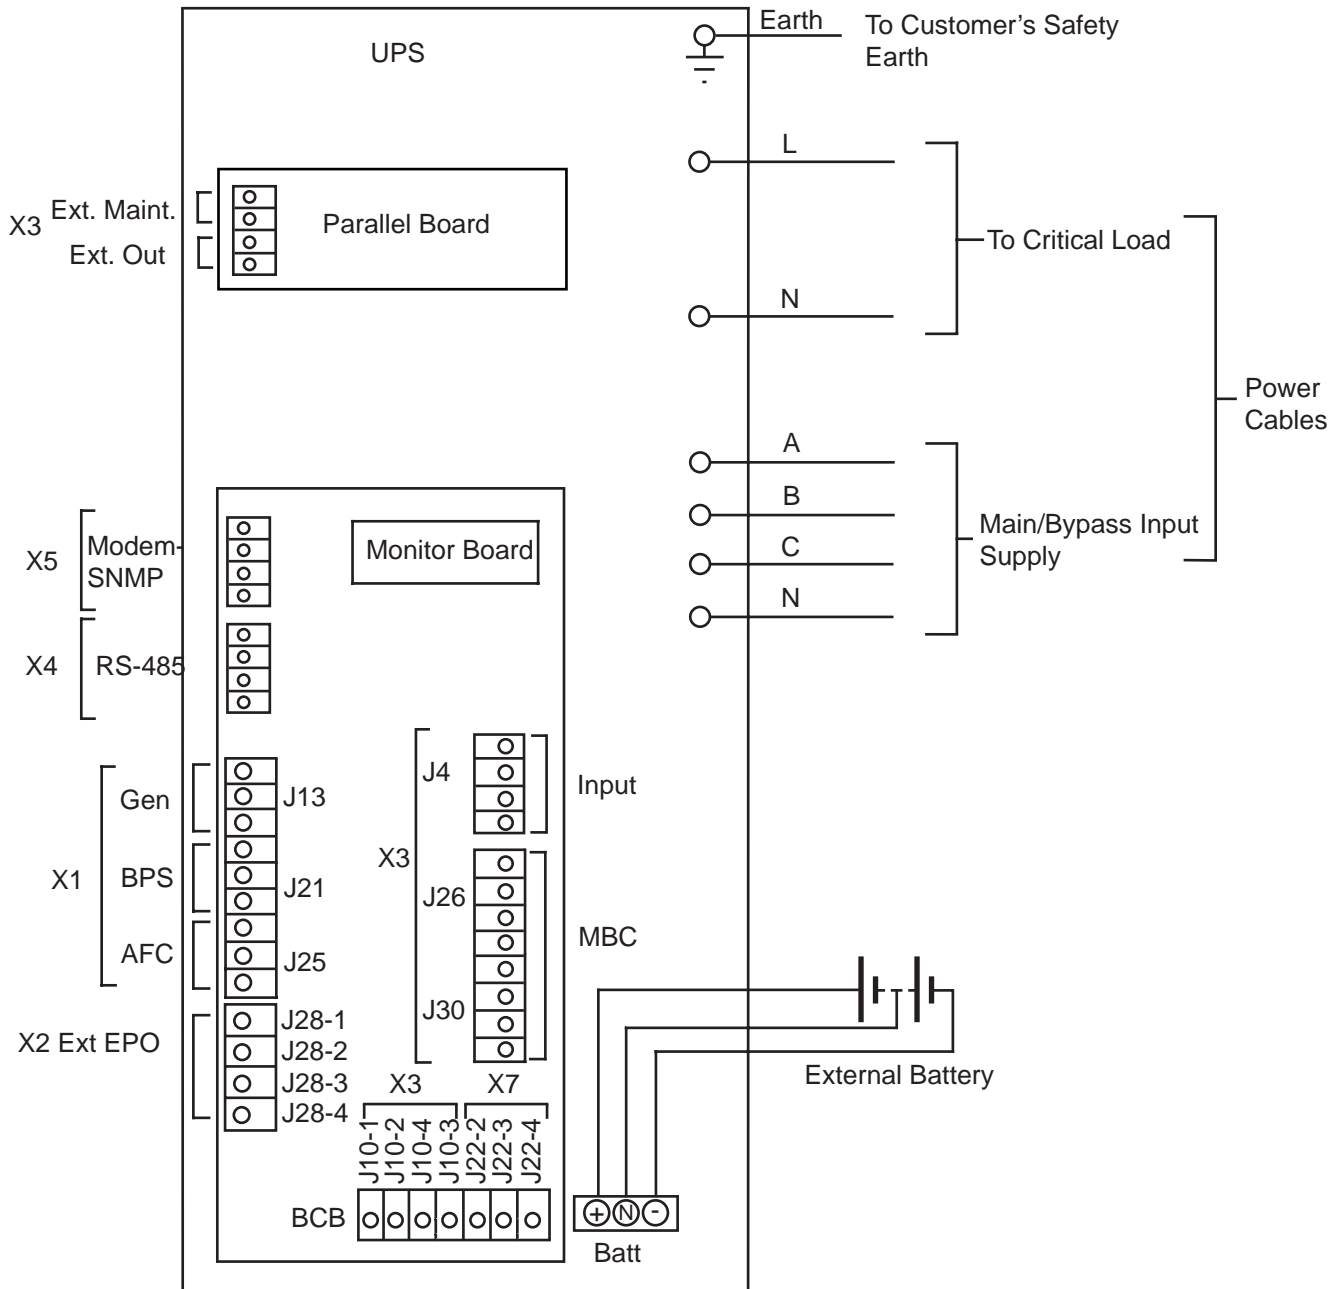 Earth
To Customer's Safety
Earth
UPS
L
X3
Ext. Maint.
Ext. Out
Parallel Board
To Critical Load
N
Power
Cables
A
B
C
N
Main/Bypass Input
Supply
X5
Modem-
SNMP
Monitor Board
X4
RS-485
X1
Gen
J13
BPS
J21
AFC
J25
X3
J4
Input
J26
MBC
J30
X2 Ext EPO
J28-1
J28-2
J28-3
J28-4
External Battery
X3
X7
J10-1
J10-2
J10-4
J10-3
J22-2
J22-3
J22-4
BCB
+
N
-
Batt